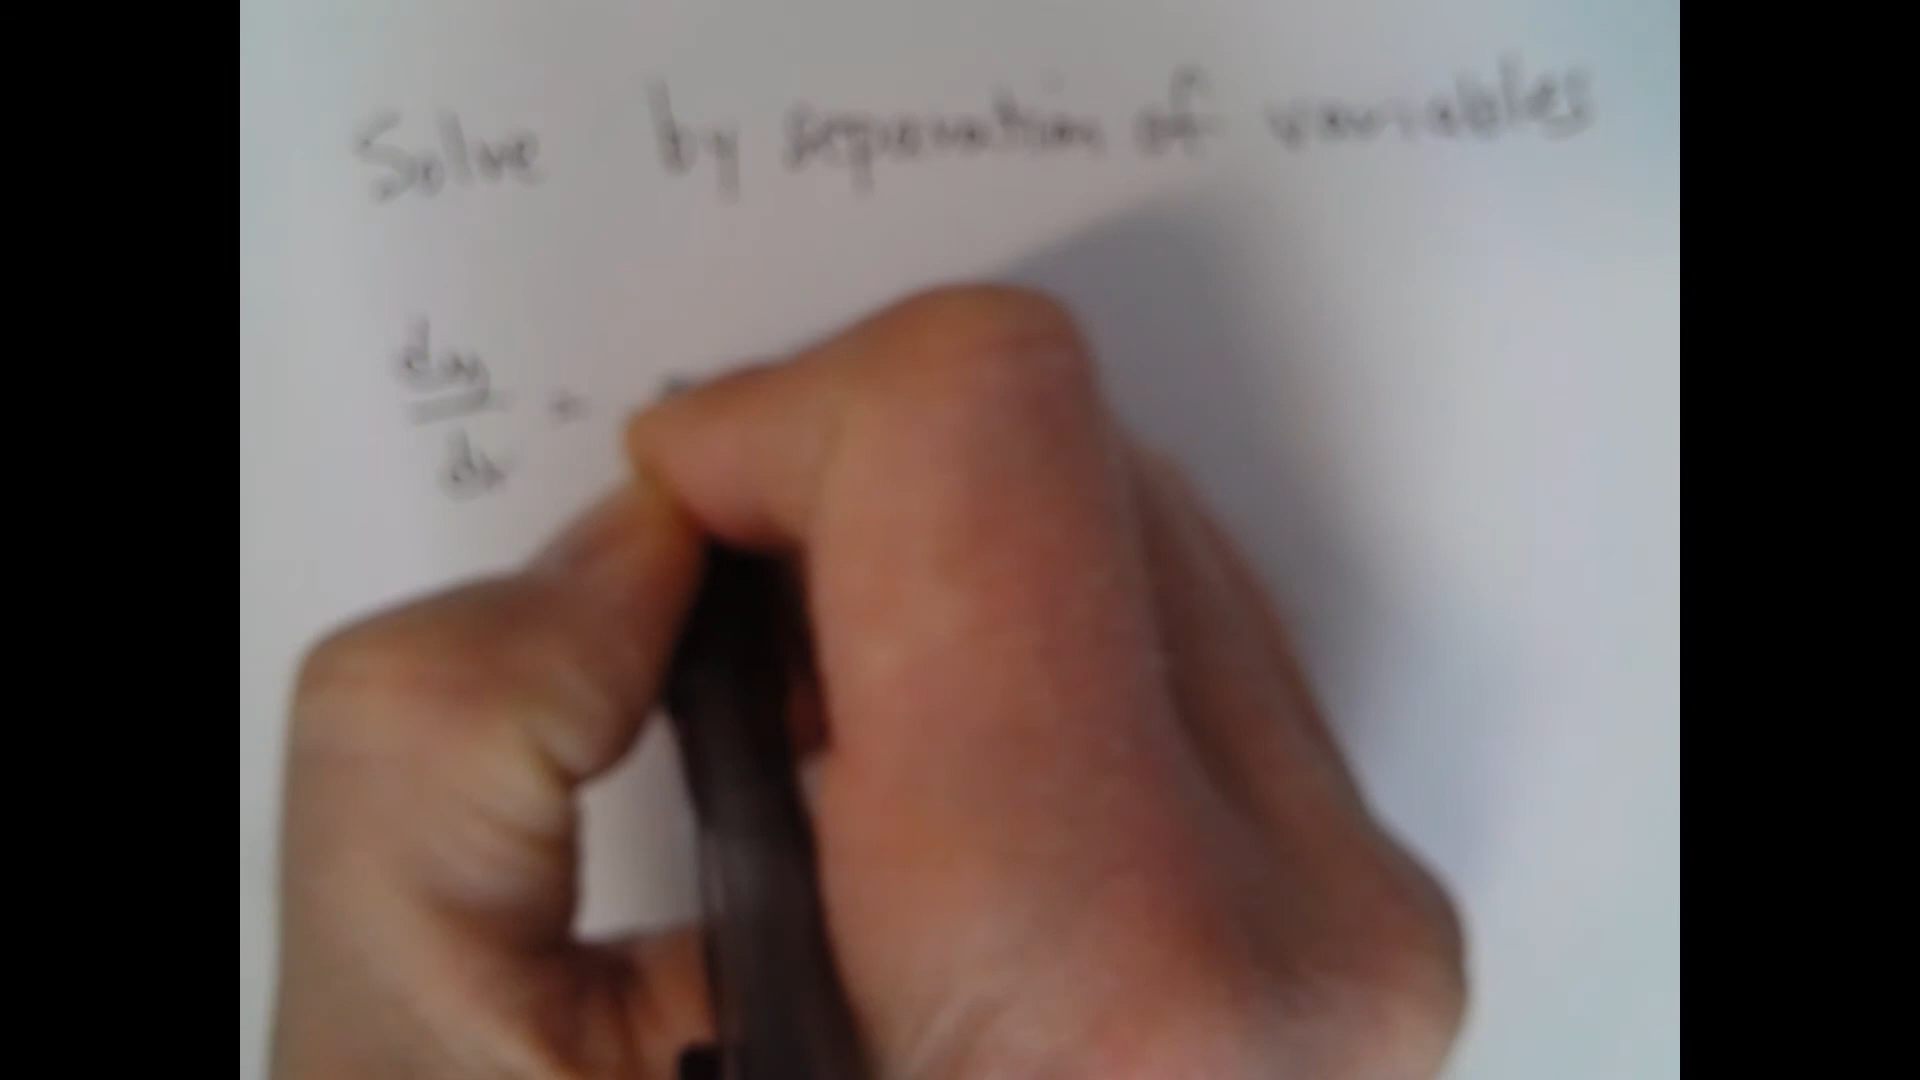 Solve by separation of variables
dy
dx =